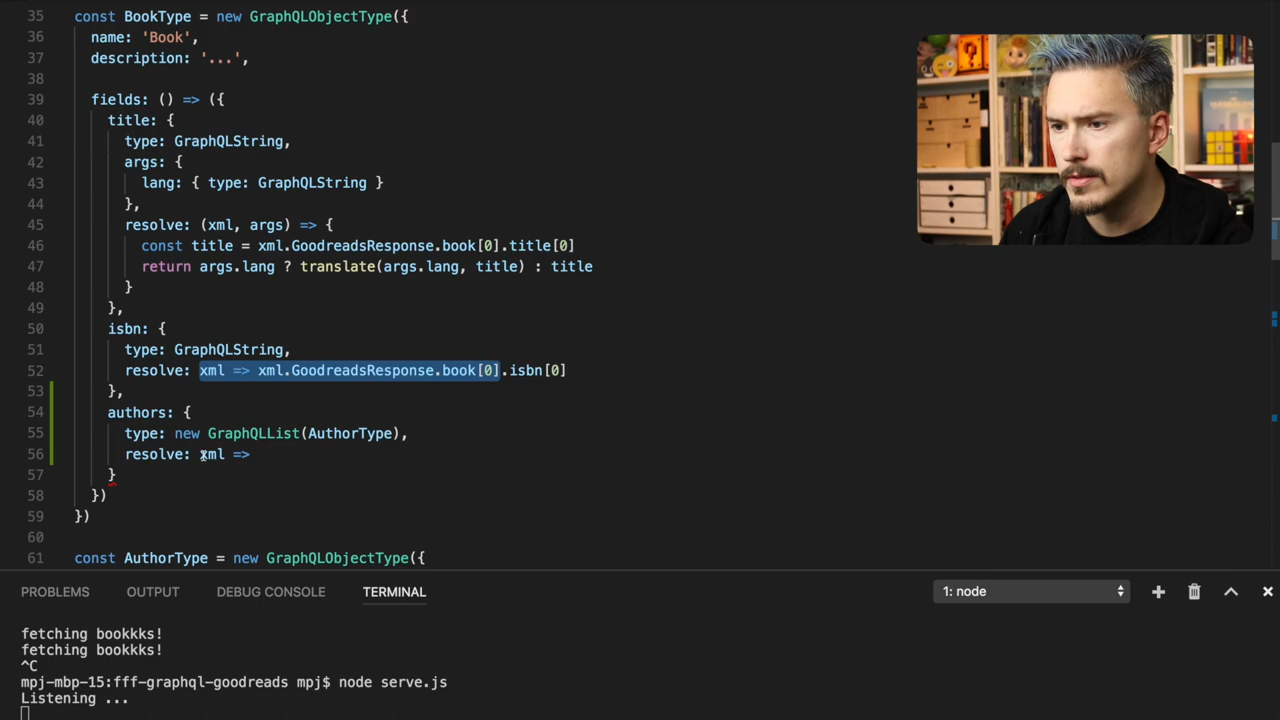 35 const BookType = new GraphQLObjectType({
36 name: 'Book',
37 description: '...',
38
39 fields: () => ({
40 title: {
41 type: GraphQLString,
42 args: {
43 lang: { type: GraphQLString }
44 },
45 resolve: (xml, args) => {
46 const title = xml.GoodreadsResponse.book[0].title[0]
47 return args.lang ? translate(args.lang, title) : title
48 }
49 },
50 isbn: {
51 type: GraphQLString,
52 resolve: xml => xml.GoodreadsResponse.book[0].isbn[0]
53 },
54 authors: {
55 type: new GraphQLList(AuthorType),
56 resolve: xml =>
57 }
58 })
59 })
60
61 const AuthorType = new GraphQLObjectType({
PROBLEMS OUTPUT DEBUG CONSOLE TERMINAL 1: node
fetching bookkks!
fetching bookkks!
^C
mpj-mbp-15:fff-graphql-goodreads mpj$ node serve.js
Listening ...